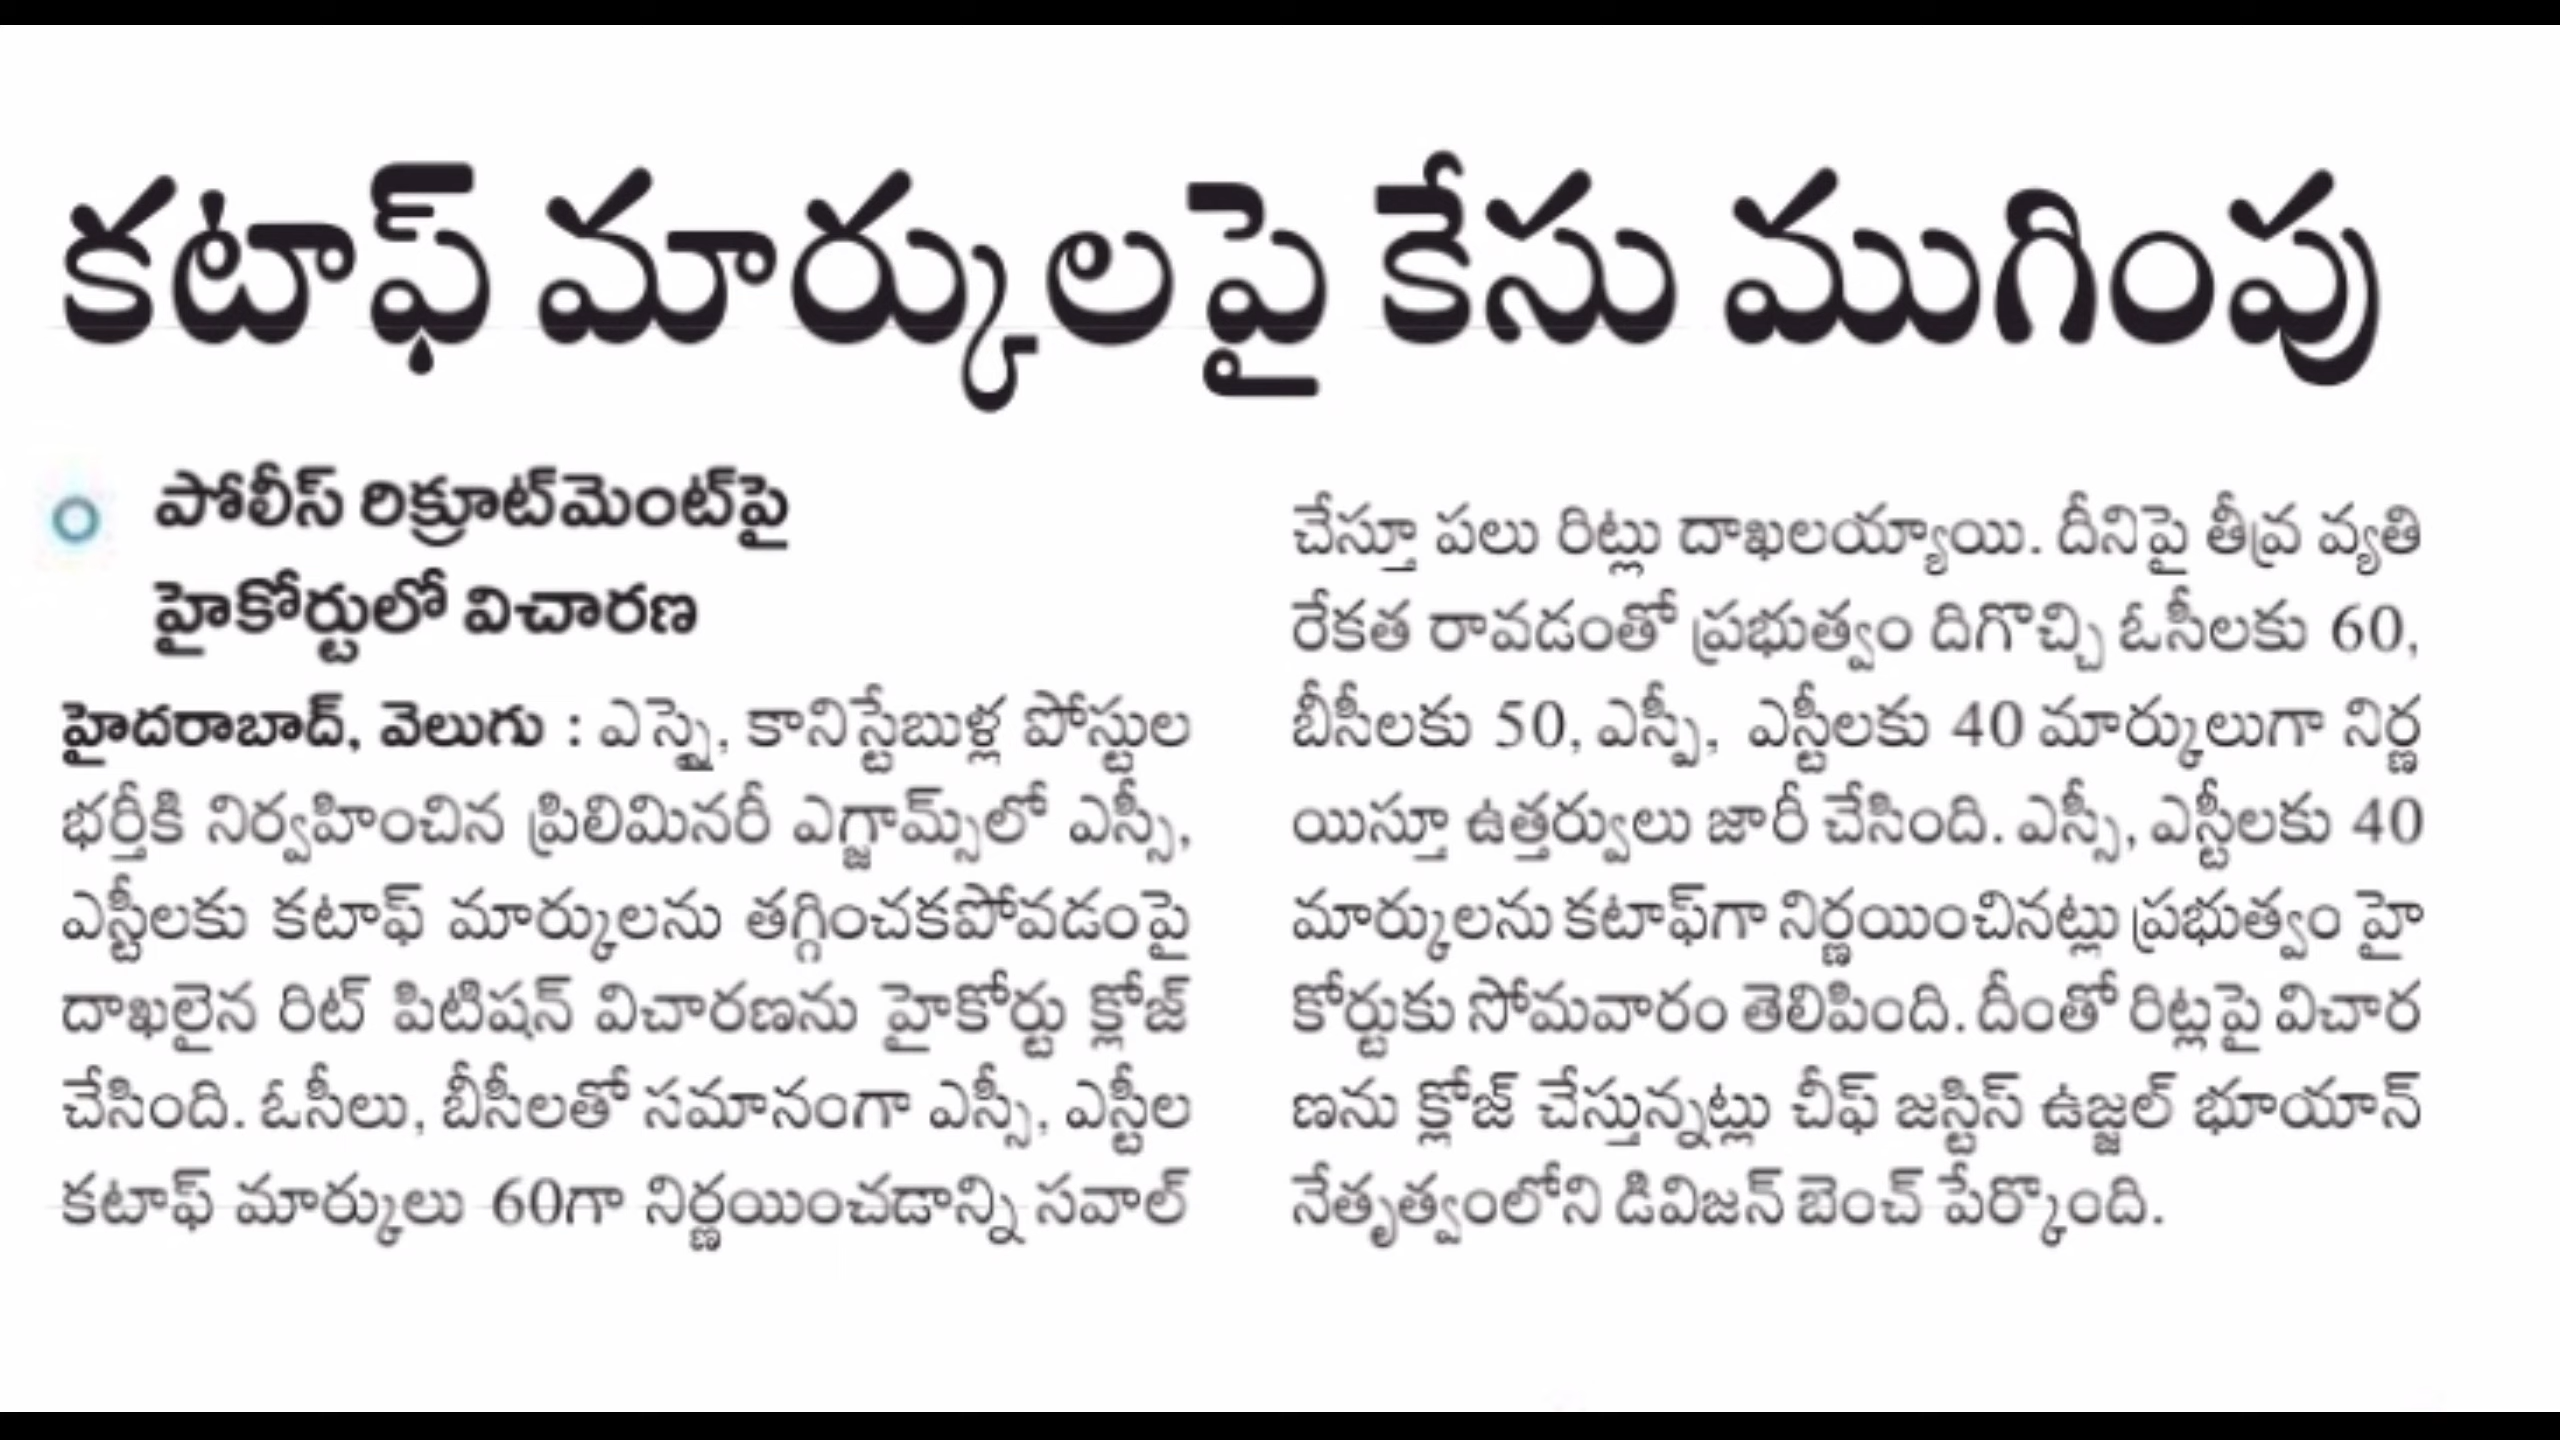 కటాఫ్ మార్కులపై కేసు ముగింపు
పోలీస్ రిక్రూట్‌మెంట్‌పై
హైకోర్టులో విచారణ
హైదరాబాద్, వెలుగు : ఎస్సై, కానిస్టేబుళ్ల పోస్టుల
భర్తీకి నిర్వహించిన ప్రిలిమినరీ ఎగ్జామ్స్‌లో ఎస్సీ,
ఎస్టీలకు కటాఫ్ మార్కులను తగ్గించకపోవడంపై
దాఖలైన రిట్ పిటిషన్ విచారణను హైకోర్టు క్లోజ్
చేసింది. ఓసీలు, బీసీలతో సమానంగా ఎస్సీ, ఎస్టీల
కటాఫ్ మార్కులు 60గా నిర్ణయించడాన్ని సవాల్
చేస్తూ పలు రిట్లు దాఖలయ్యాయి. దీనిపై తీవ్ర వ్యతి
రేకత రావడంతో ప్రభుత్వం దిగొచ్చి ఓసీలకు 60,
బీసీలకు 50, ఎస్పీ, ఎస్టీలకు 40 మార్కులుగా నిర్ణ
యిస్తూ ఉత్తర్వులు జారీ చేసింది. ఎస్సీ, ఎస్టీలకు 40
మార్కులను కటాఫ్‌గా నిర్ణయించినట్లు ప్రభుత్వం హై
కోర్టుకు సోమవారం తెలిపింది. దీంతో రిట్లపై విచార
ణను క్లోజ్ చేస్తున్నట్లు చీఫ్ జస్టిస్ ఉజ్జల్ భూయాన్
నేతృత్వంలోని డివిజన్ బెంచ్ పేర్కొంది.